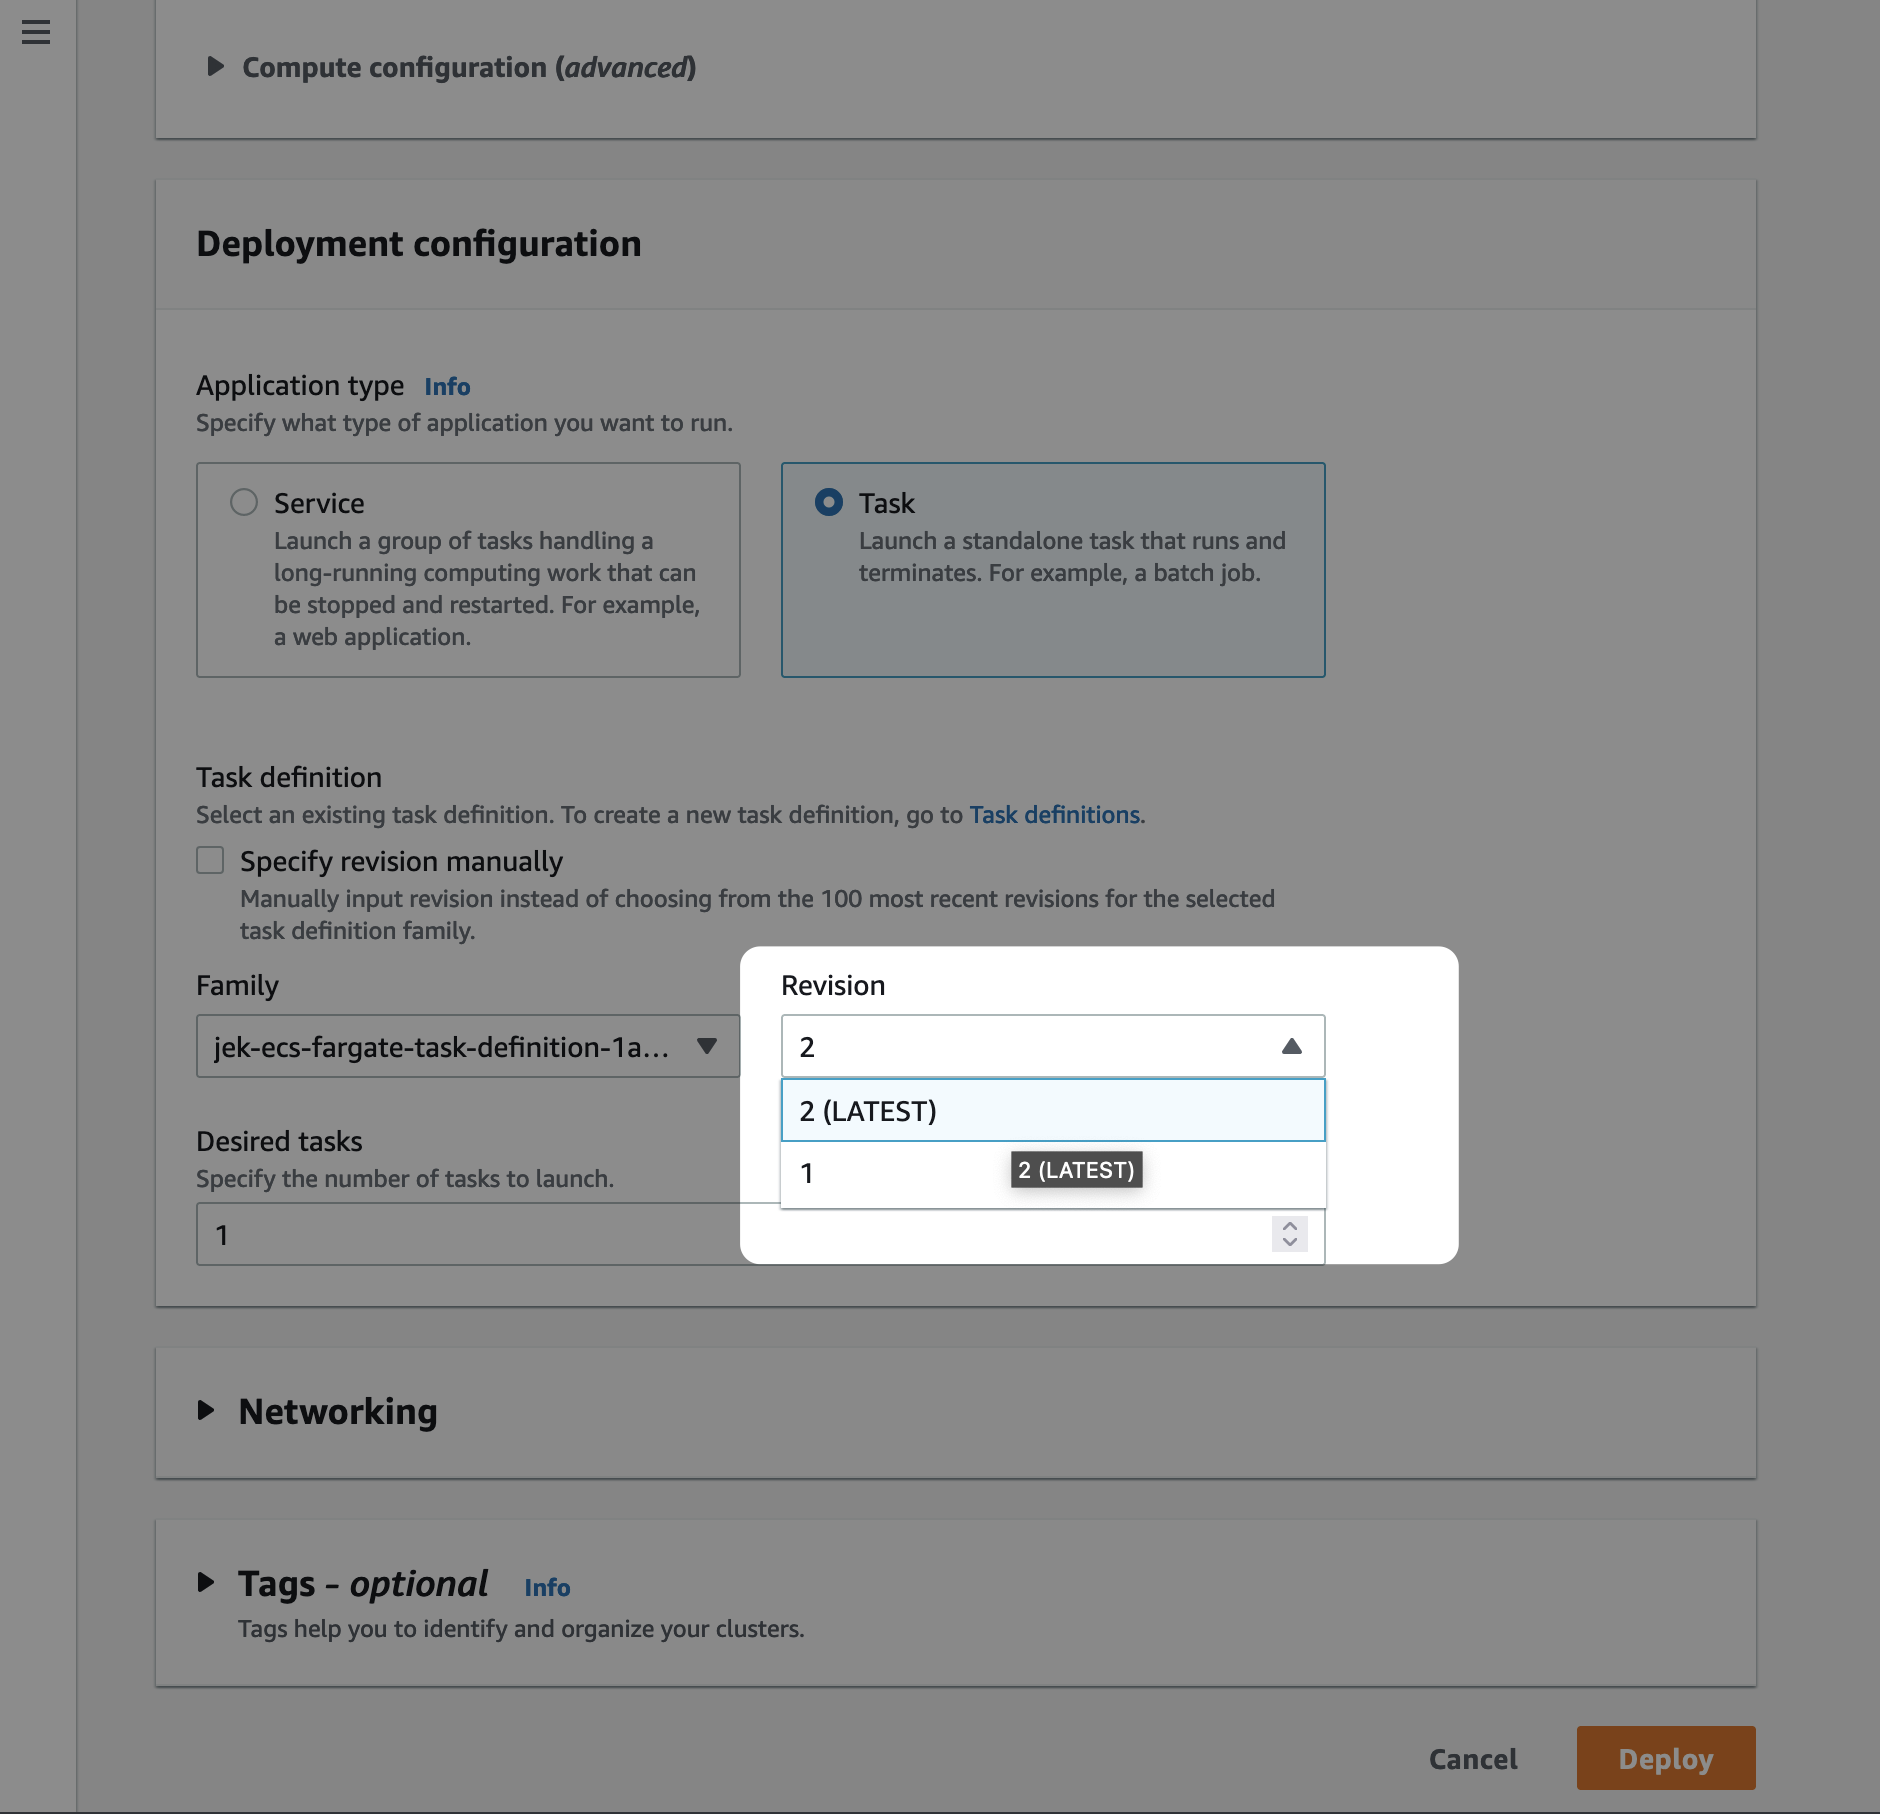 Compute configuration (advanced)
Deployment configuration
Application type Info
Specify what type of application you want to run.
Service
Launch a group of tasks handling a
long-running computing work that can
be stopped and restarted. For example,
a web application.
Task
Launch a standalone task that runs and
terminates. For example, a batch job.
Task definition
Select an existing task definition. To create a new task definition, go to Task definitions.
Specify revision manually
Manually input revision instead of choosing from the 100 most recent revisions for the selected
task definition family.
Family
jek-ecs-fargate-task-definition-1a...
Revision
2
2 (LATEST)
1
2 (LATEST)
Desired tasks
Specify the number of tasks to launch.
1
Networking
Tags - optional Info
Tags help you to identify and organize your clusters.
Cancel
Deploy